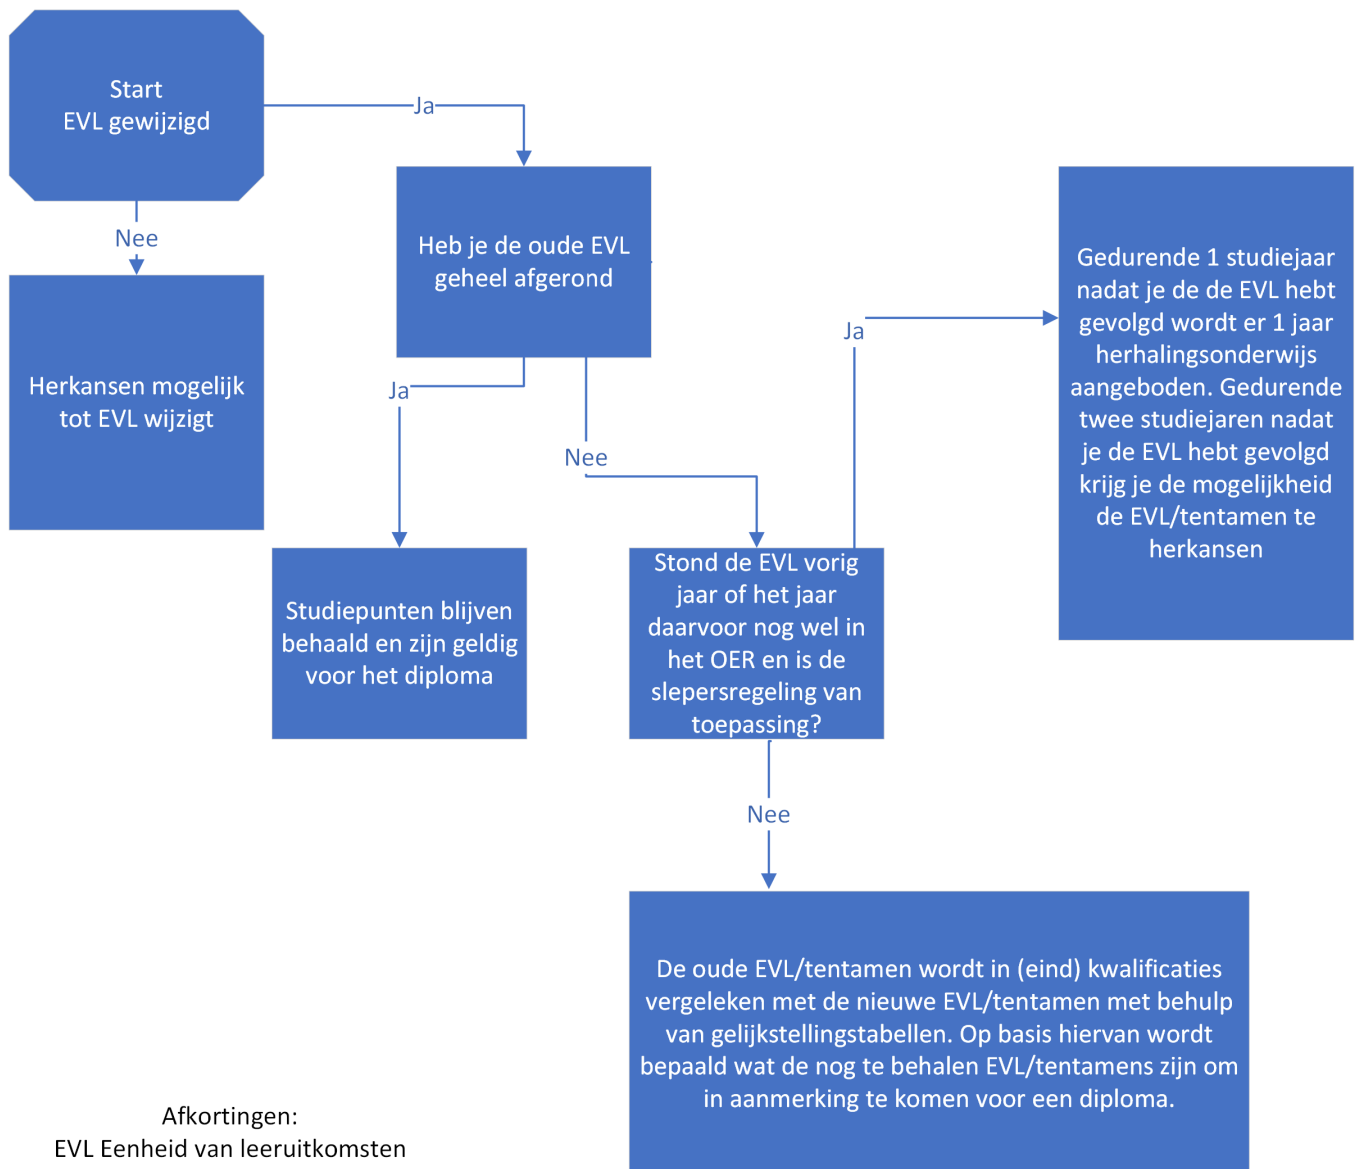 Start
EVL gewijzigd
Ja
Nee
Herkansen mogelijk
tot EVL wijzigt
Heb je de oude EVL
geheel afgerond
Ja
Nee
Studiepunten blijven
behaald en zijn geldig
voor het diploma
Stond de EVL vorig
jaar of het jaar
daarvoor nog wel in
het OER en is de
slepersregeling van
toepassing?
Ja
Gedurende 1 studiejaar
nadat je de de EVL hebt
gevolgd wordt er 1 jaar
herhalingsonderwijs
aangeboden. Gedurende
twee studiejaren nadat
je de EVL hebt gevolgd
krijg je de mogelijkheid
de EVL/tentamen te
herkansen
Nee
De oude EVL/tentamen wordt in (eind) kwalificaties
vergeleken met de nieuwe EVL/tentamen met behulp
van gelijkstellingstabellen. Op basis hiervan wordt
bepaald wat de nog te behalen EVL/tentamens zijn om
in aanmerking te komen voor een diploma.
Afkortingen:
EVL Eenheid van leeruitkomsten